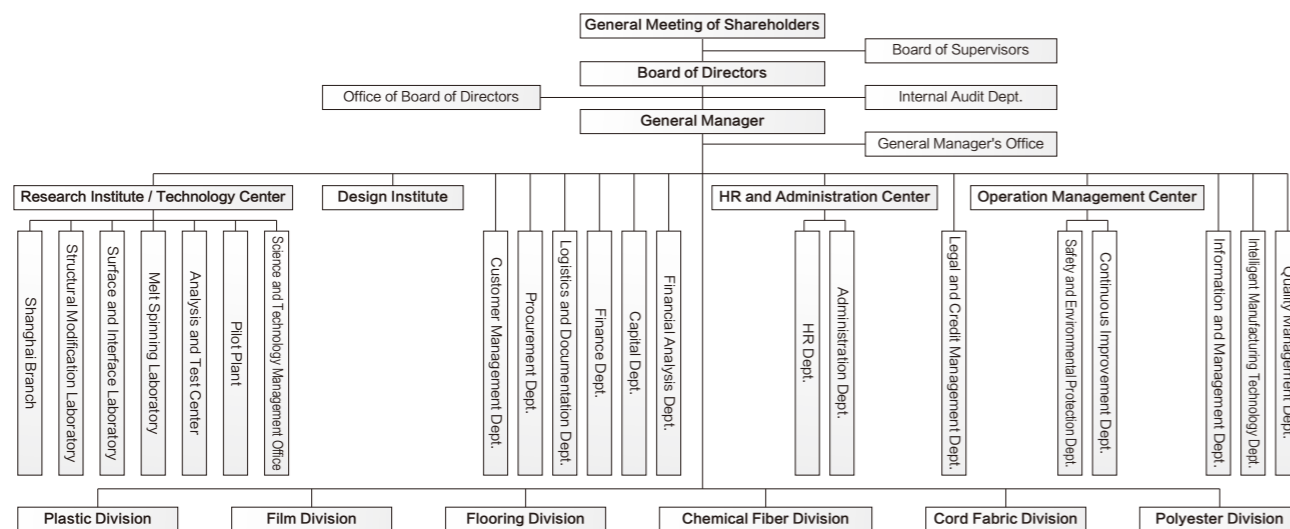 General Meeting of Shareholders
Board of Supervisors
Board of Directors
Office of Board of Directors
Internal Audit Dept.
General Manager
General Manager's Office
Research Institute / Technology Center
Design Institute
HR and Administration Center
Operation Management Center
Shanghai Branch
Structural Modification Laboratory
Surface and Interface Laboratory
Melt Spinning Laboratory
Analysis and Test Center
Pilot Plant
Science and Technology Management Office
Customer Management Dept.
Procurement Dept.
Logistics and Documentation Dept.
Finance Dept.
Capital Dept.
Financial Analysis Dept.
HR Dept.
Administration Dept.
Legal and Credit Management Dept.
Safety and Environmental Protection Dept.
Continuous Improvement Dept.
Information and Management Dept.
Intelligent Manufacturing Technology Dept.
Quality Management Dept.
Plastic Division
Film Division
Flooring Division
Chemical Fiber Division
Cord Fabric Division
Polyester Division